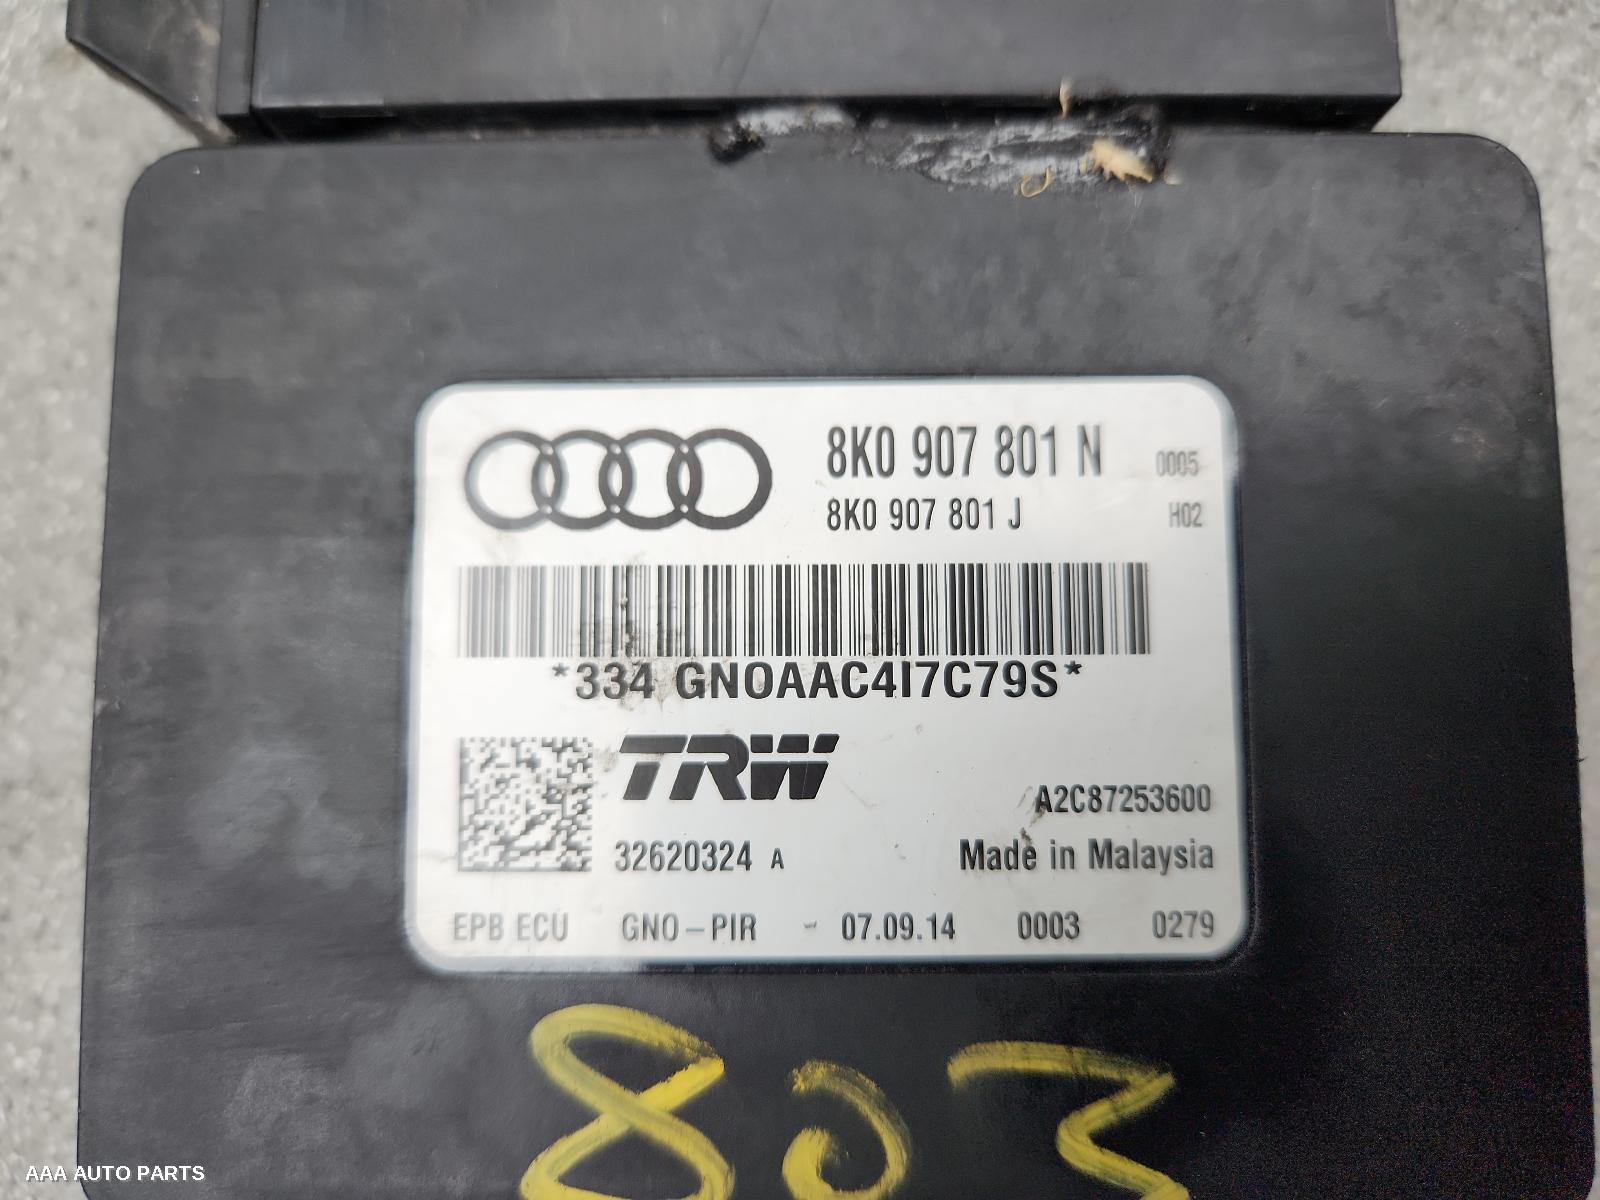 8K0 907 801 N 0005
8K0 907 801 J H02
*334 GNOAAC4I7C79S*
TRW
A2C87253600
32620324 A Made in Malaysia
EPB ECU GNO-PIR - 07.09.14 0003 0279
803
AAA AUTO PARTS